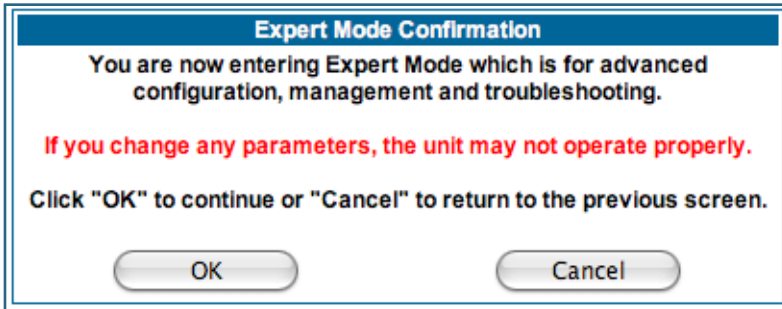 Expert Mode Confirmation
You are now entering Expert Mode which is for advanced
configuration, management and troubleshooting.
If you change any parameters, the unit may not operate properly.
Click "OK" to continue or "Cancel" to return to the previous screen.
OK Cancel